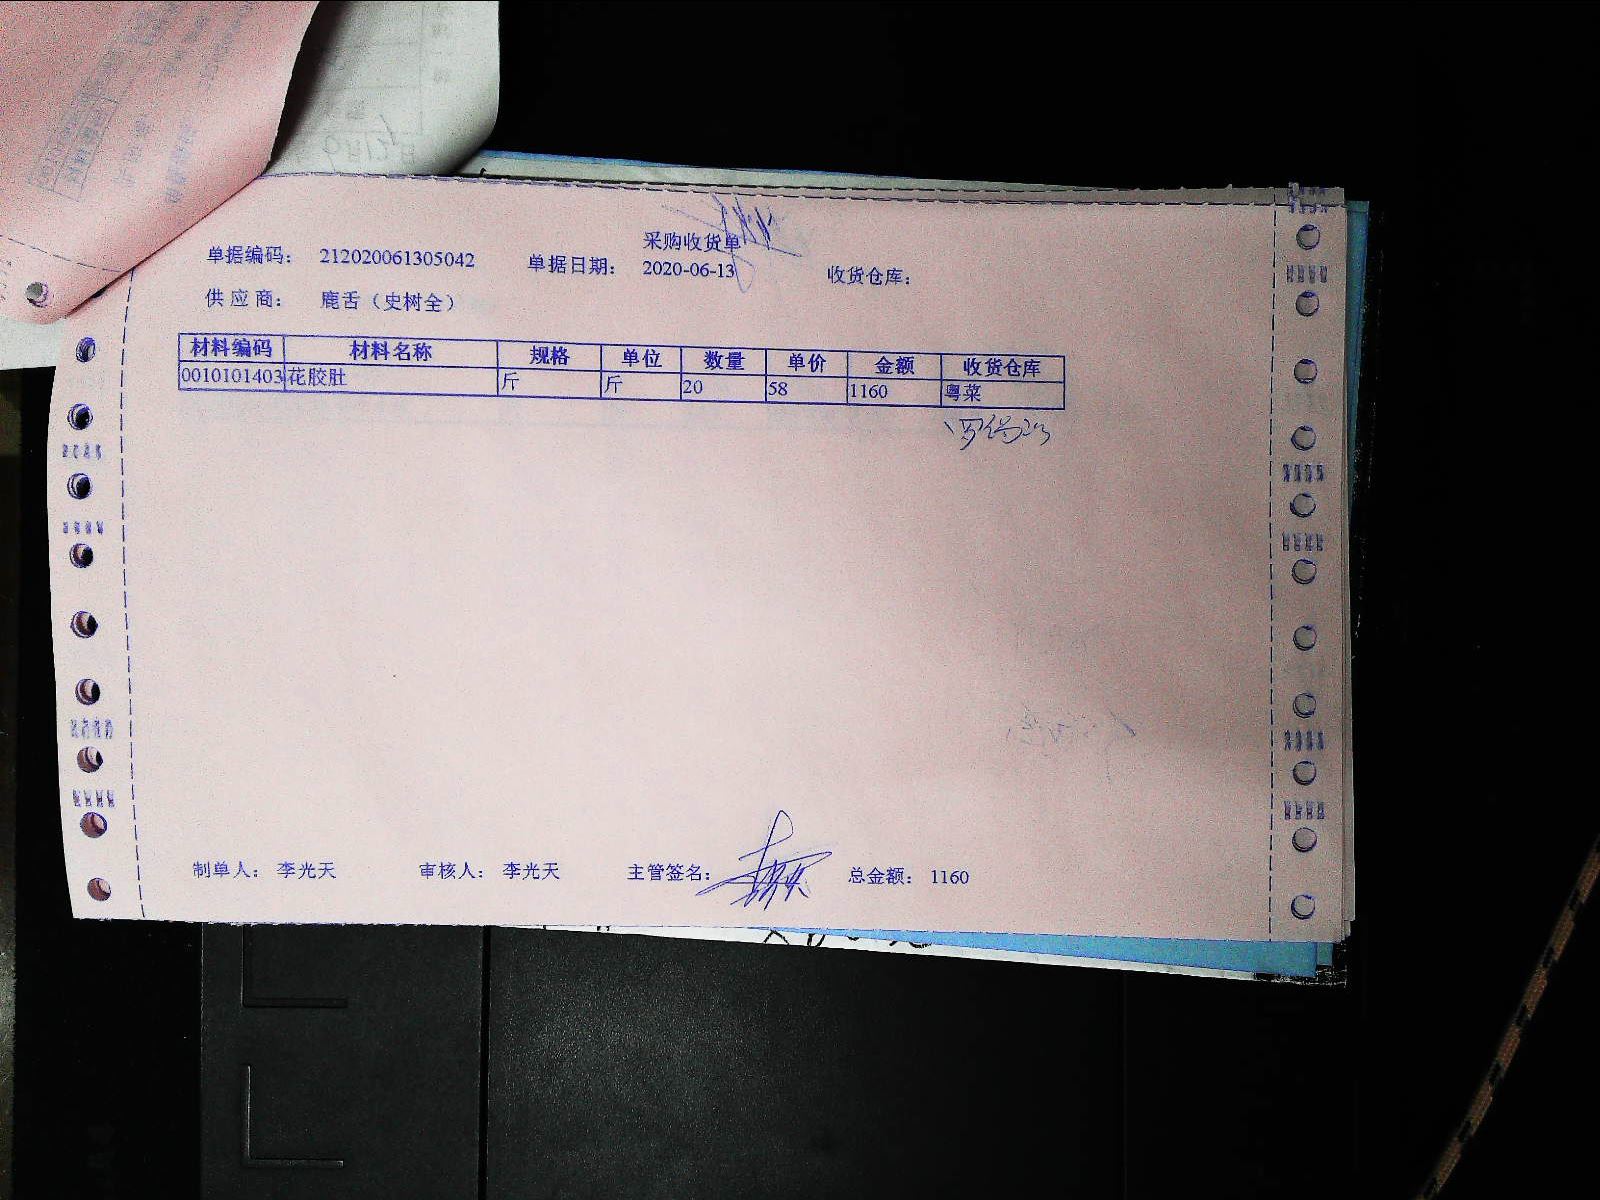 采购收货单
单据编码： 212020061305042 单据日期： 2020-06-13 收货仓库：
供 应 商： 鹿舌（史树全）
材料编码 材料名称 规格 单位 数量 单价 金额 收货仓库
0010101403 花胶肚 斤 斤 20 58 1160 粤菜
制单人： 李光天 审核人： 李光天 主管签名： 总金额： 1160